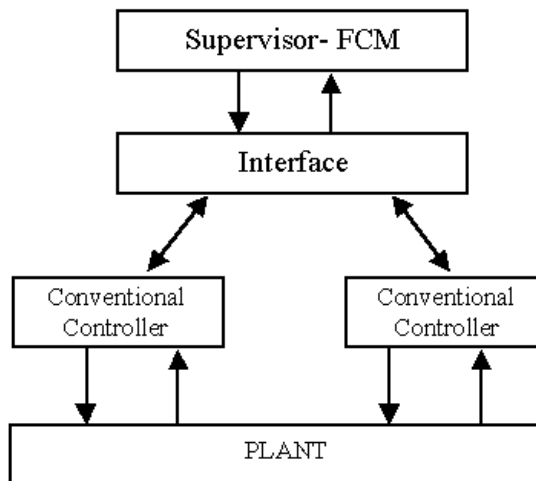 Supervisor- FCM
Interface
Conventional
Controller
Conventional
Controller
PLANT